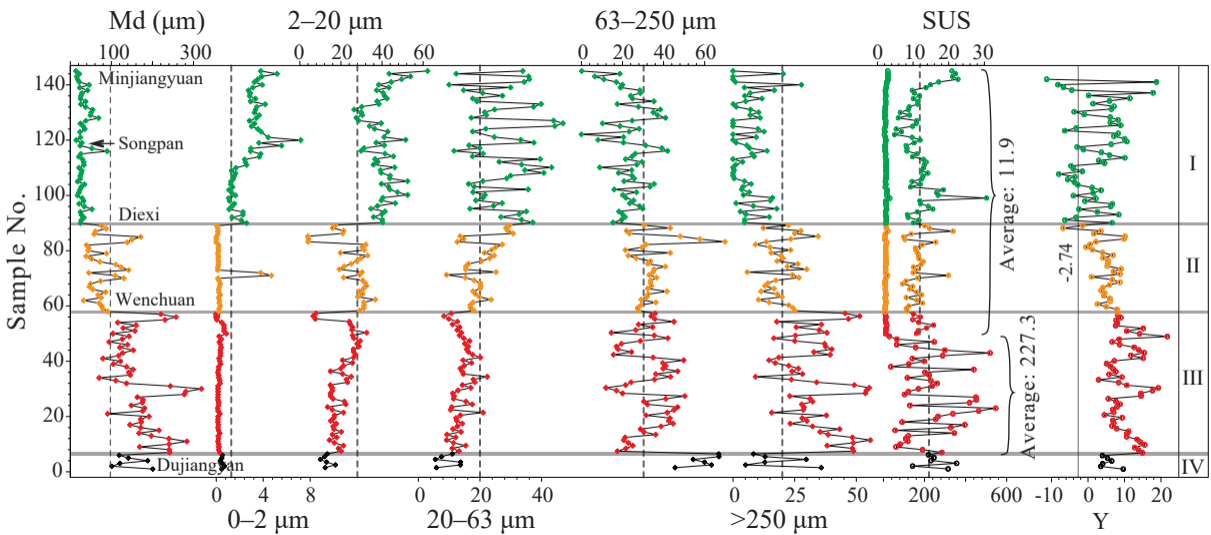 Md (μm) 2–20 μm 63–250 μm SUS
100 300 0 20 40 60 0 20 40 60 0 10 20 30
140 Minjiangyuan
120 Songpan I
100
Average: 11.9
Diexi
80
II
-2.74
60 Wenchuan
40
Average: 227.3
III
20
0 Dujiangyan IV
Sample No.
0 4 8 0 20 40 0 25 50 200 600 -10 0 10 20
0–2 μm 20–63 μm >250 μm Y